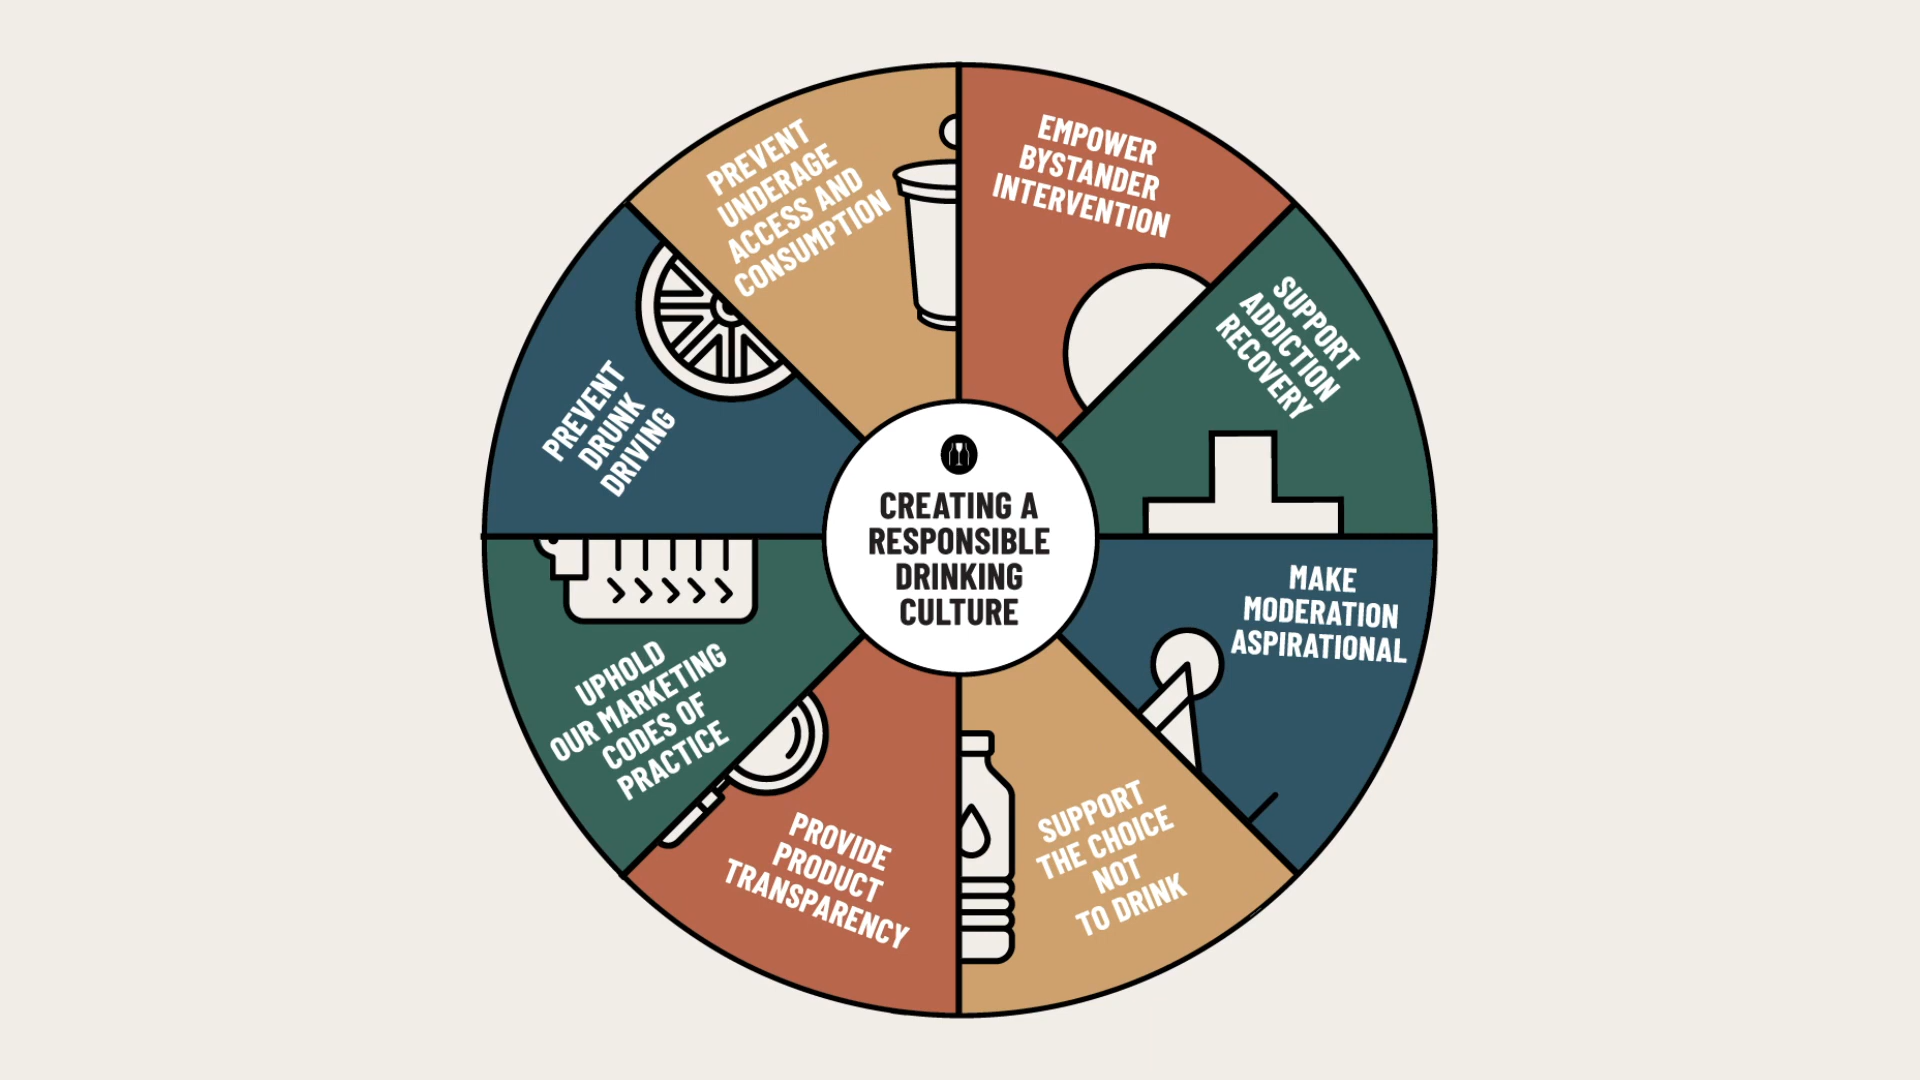 CREATING A
RESPONSIBLE
DRINKING
CULTURE
EMPOWER
BYSTANDER
INTERVENTION
SUPPORT
ADDICTION
RECOVERY
MAKE
MODERATION
ASPIRATIONAL
SUPPORT
THE CHOICE
NOT
TO DRINK
PROVIDE
PRODUCT
TRANSPARENCY
UPHOLD
OUR MARKETING
CODES OF
PRACTICE
PREVENT
DRUNK
DRIVING
PREVENT
UNDERAGE
ACCESS AND
CONSUMPTION